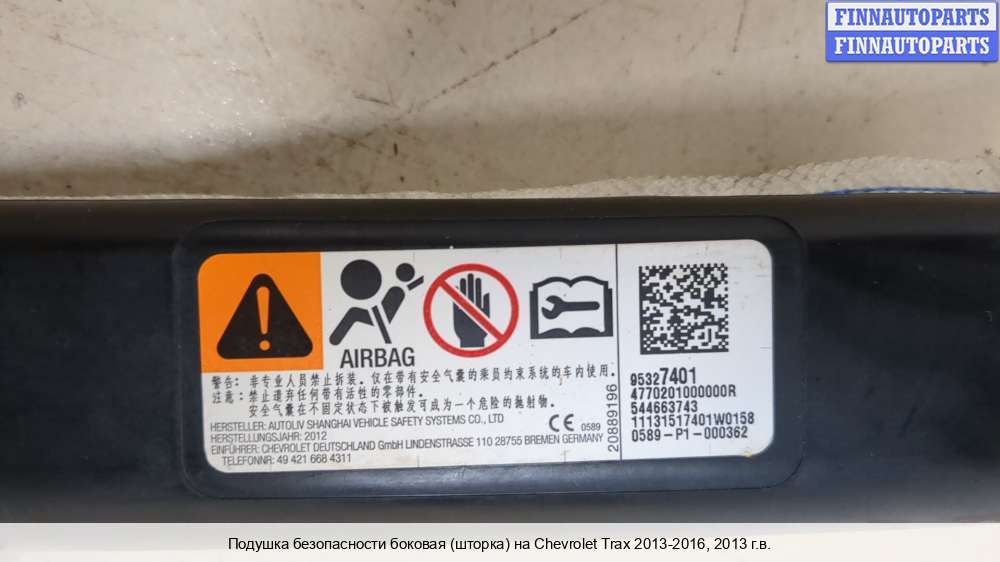 FINNAUTOPARTS
FINNAUTOPARTS
AIRBAG
警告: 非专业人员禁止拆装。仅在带有安全气囊的乘员约束系统的车内使用。
注意: 禁止遗弃任何带有活性的零部件。
安全气囊在不固定状态下被触发可成为一个危险的抛射物。
HERSTELLER: AUTOLIV SHANGHAI VEHICLE SAFETY SYSTEMS CO., LTD
HERSTELLUNGSJAHR: 2012
EINFÜHRER: CHEVROLET DEUTSCHLAND GmbH LINDENSTRASSE 110 28755 BREMEN GERMANY
TELEFONNR: 49 421 668 4311
CE 0589
20889196
95327401
4770201000000R
544663743
11131517401W0158
0589-P1-000362
Подушка безопасности боковая (шторка) на Chevrolet Trax 2013-2016, 2013 г.в.